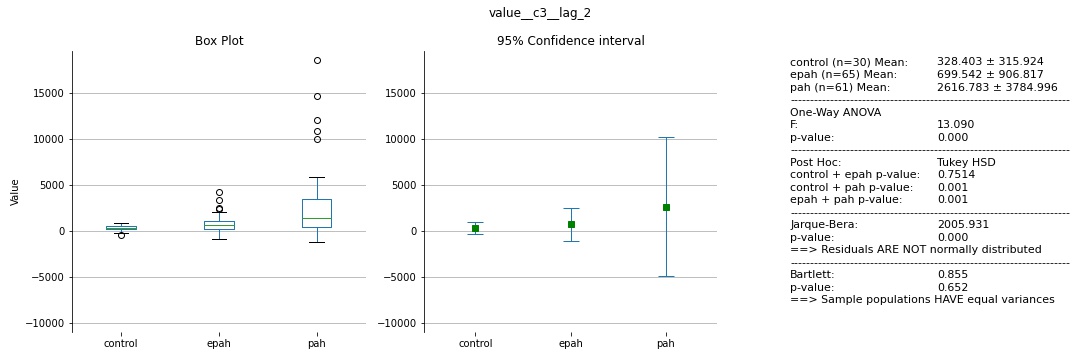 value__c3__lag_2
Box Plot
Value
15000
10000
5000
0
−5000
−10000
control epah pah
95% Confidence interval
15000
10000
5000
0
−5000
−10000
control epah pah
control (n=30) Mean: 328.403 ± 315.924
epah (n=65) Mean: 699.542 ± 906.817
pah (n=61) Mean: 2616.783 ± 3784.996
One-Way ANOVA
F: 13.090
p-value: 0.000
Post Hoc: Tukey HSD
control + epah p-value: 0.7514
control + pah p-value: 0.001
epah + pah p-value: 0.001
Jarque-Bera: 2005.931
p-value: 0.000
==> Residuals ARE NOT normally distributed
Bartlett: 0.855
p-value: 0.652
==> Sample populations HAVE equal variances